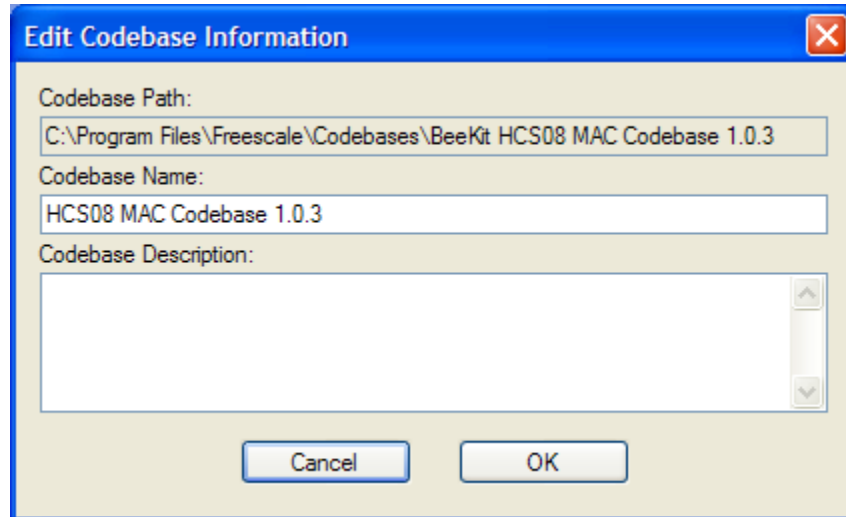 Edit Codebase Information
Codebase Path:
C:\Program Files\Freescale\Codebases\BeeKit HCS08 MAC Codebase 1.0.3
Codebase Name:
HCS08 MAC Codebase 1.0.3
Codebase Description:
Cancel OK